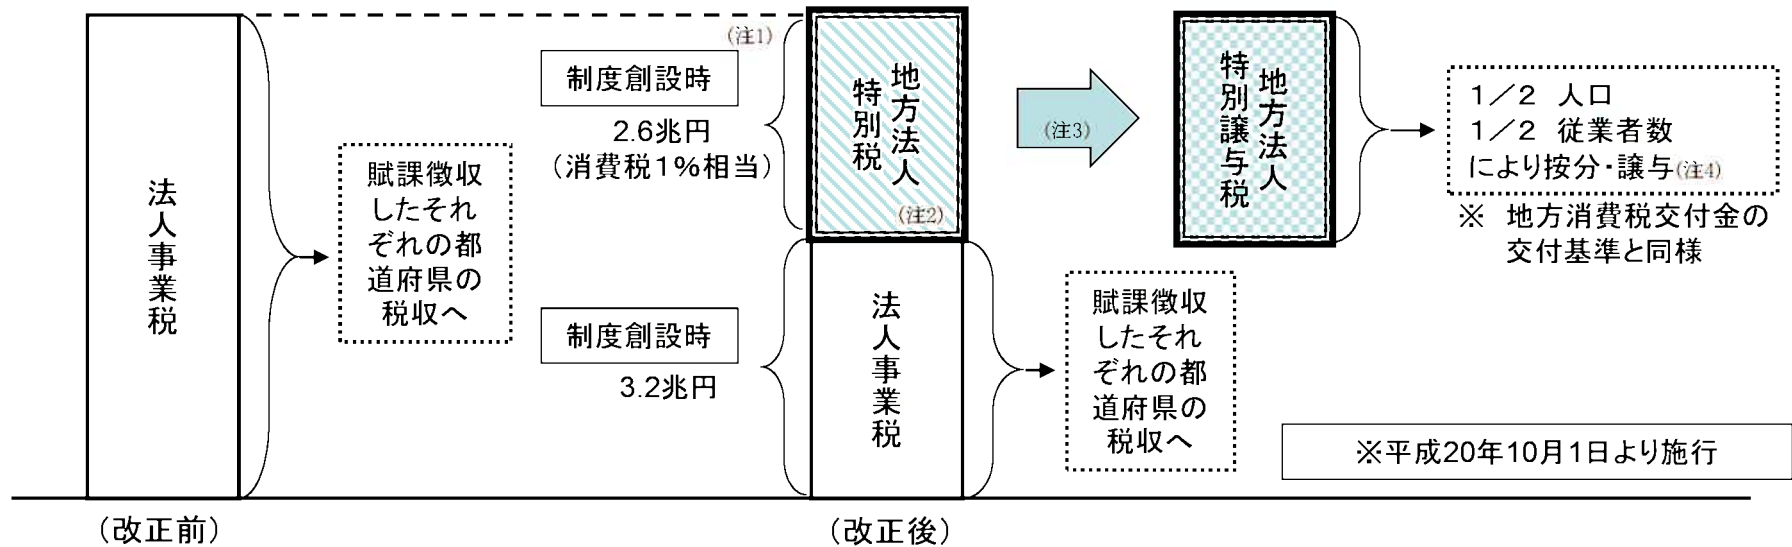 法人事業税
賦課徴収
したそれ
ぞれの都
道府県の
税収へ
(改正前)
(注1)
制度創設時
2.6兆円
(消費税1%相当)
制度創設時
3.2兆円
地方法人
特別税
(注2)
法人事業税
(改正後)
賦課徴収
したそれ
ぞれの都
道府県の
税収へ
(注3)
地方法人
特別譲与税
1/2 人口
1/2 従業者数
により按分・譲与(注4)
※ 地方消費税交付金の
交付基準と同様
※平成20年10月1日より施行